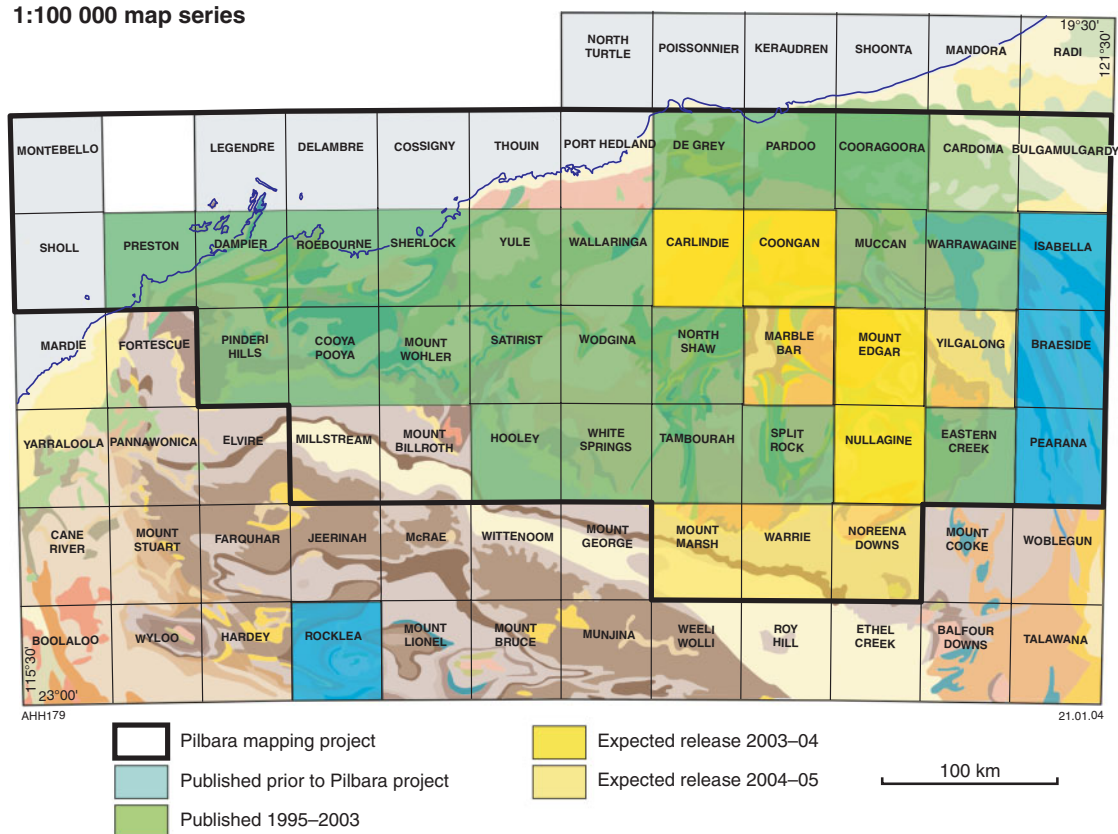 1:100 000 map series
19°30'
121°30'
NORTH
TURTLE
POISSONNIER
KERAUDREN
SHOONTA
MANDORA
RADI
MONTEBELLO
LEGENDRE
DELAMBRE
COSSIGNY
THOUIN
PORT HEDLAND
DE GREY
PARDOO
COORAGOORA
CARDOMA
BULGAMULGARDY
SHOLL
PRESTON
DAMPIER
ROEBOURNE
SHERLOCK
YULE
WALLARINGA
CARLINDIE
COONGAN
MUCCAN
WARRAWAGINE
ISABELLA
MARDIE
FORTESCUE
PINDERI
HILLS
COOYA
POOYA
MOUNT
WOHLER
SATIRIST
WODGINA
NORTH
SHAW
MARBLE
BAR
MOUNT
EDGAR
YILGALONG
BRAESIDE
YARRALOOLA
PANNAWONICA
ELVIRE
MILLSTREAM
MOUNT
BILLROTH
HOOLEY
WHITE
SPRINGS
TAMBOURAH
SPLIT
ROCK
NULLAGINE
EASTERN
CREEK
PEARANA
CANE
RIVER
MOUNT
STUART
FARQUHAR
JEERINAH
McRAE
WITTENOOM
MOUNT
GEORGE
MOUNT
MARSH
WARRIE
NOREENA
DOWNS
MOUNT
COOKE
WOBLEGUN
BOOLALOO
WYLOO
HARDEY
ROCKLEA
MOUNT
LIONEL
MOUNT
BRUCE
MUNJINA
WEELI
WOLLI
ROY
HILL
ETHEL
CREEK
BALFOUR
DOWNS
TALAWANA
115°30'
23°00'
AHH179
21.01.04
Pilbara mapping project
Published prior to Pilbara project
Published 1995–2003
Expected release 2003–04
Expected release 2004–05
100 km